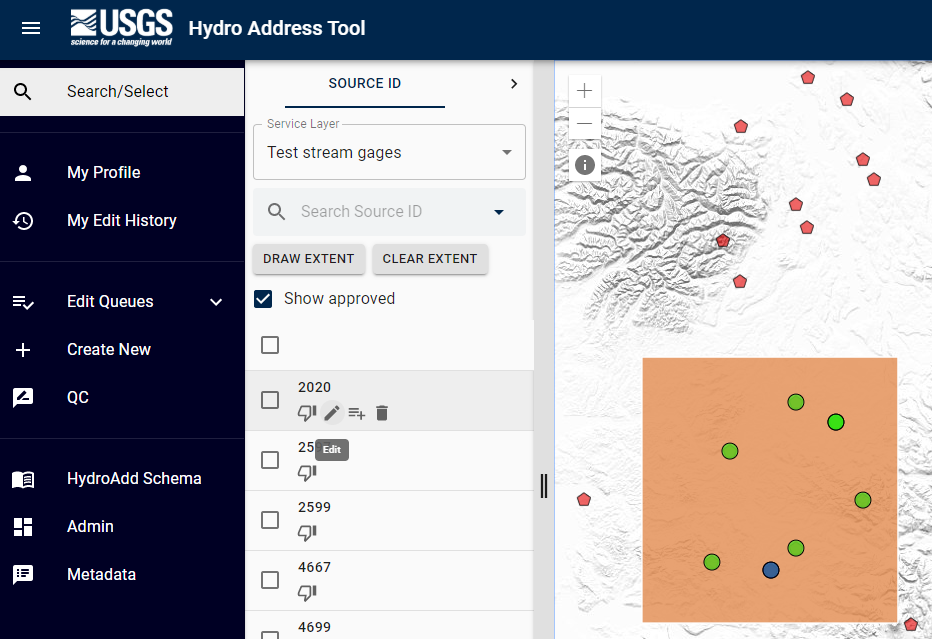 USGS
science for a changing world
Hydro Address Tool
Search/Select
My Profile
My Edit History
Edit Queues
Create New
QC
HydroAdd Schema
Admin
Metadata
SOURCE ID
Service Layer
Test stream gages
Search Source ID
DRAW EXTENT
CLEAR EXTENT
Show approved
2020
Edit
2599
4667
4699